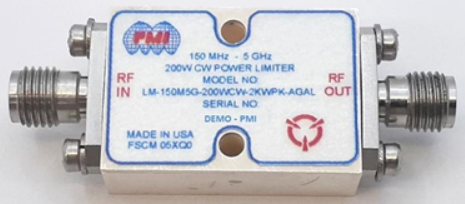 PMI
150 MHz - 5 GHz
200W CW POWER LIMITER
MODEL NO.
LM-150M5G-200WCW-2KWPK-AGAL
SERIAL NO.
DEMO - PMI
RF
IN
RF
OUT
MADE IN USA
FSCM 05XQ0